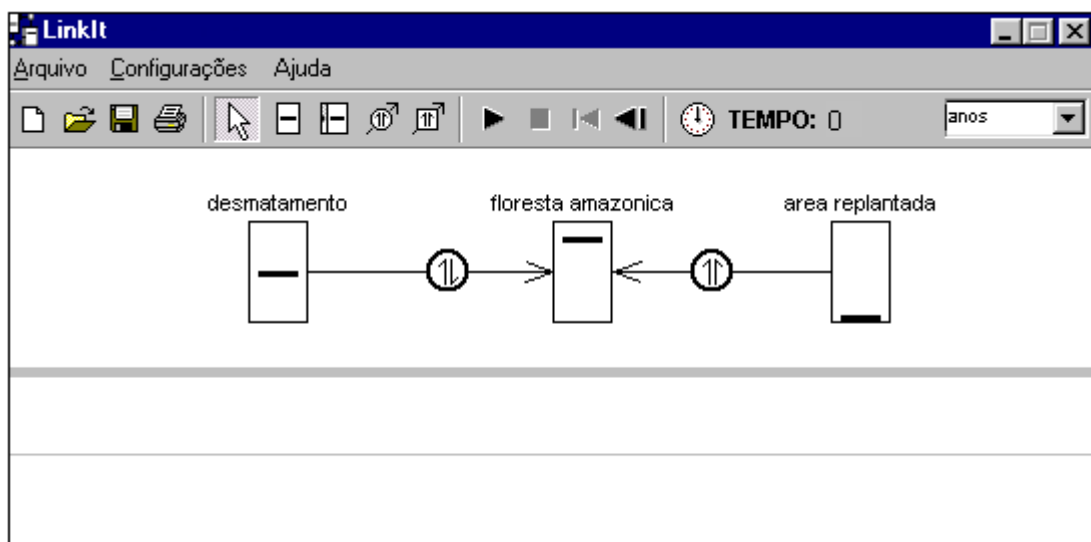 LinkIt
Arquivo Configurações Ajuda
TEMPO: 0 anos
desmatamento floresta amazonica area replantada